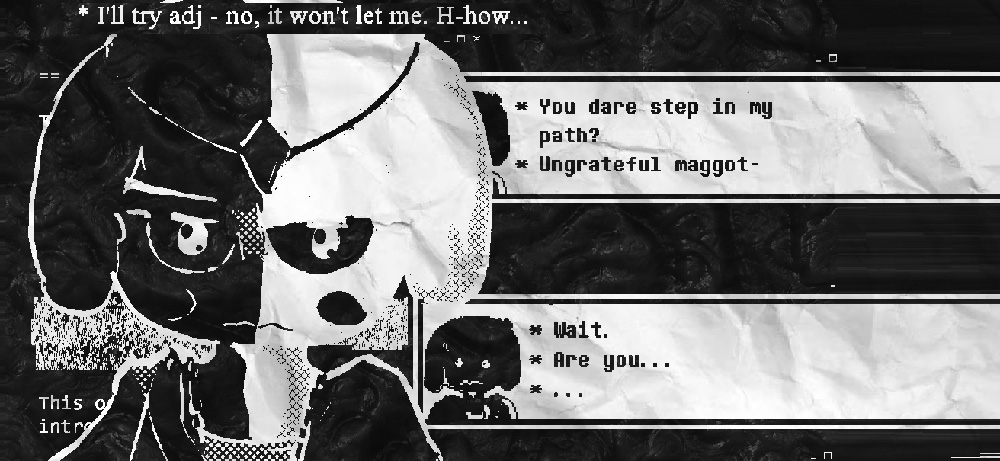 * I'll try adj - no, it won't let me. H-how...
==
* You dare step in my
path?
* Ungrateful maggot-
* Wait.
* Are you...
* ...
This
intro